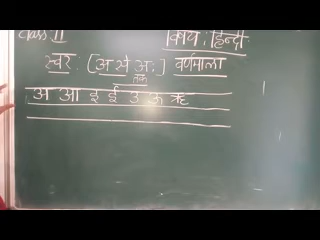 Class II विषय : हिन्दी
स्वर : (अ से अः) वर्णमाला
तक
अ आ इ ई उ ऊ ऋ